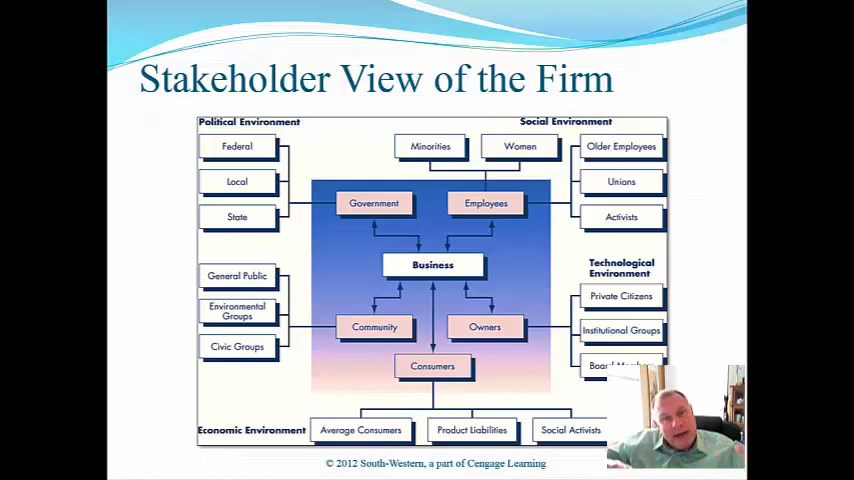 Stakeholder View of the Firm
Political Environment
Social Environment
Federal
Minorities
Women
Older Employees
Local
Unions
State
Government
Employees
Activists
Business
Technological
Environment
General Public
Private Citizens
Environmental
Groups
Community
Owners
Institutional Groups
Civic Groups
Consumers
Economic Environment
Average Consumers
Product Liabilities
Social Activists
© 2012 South-Western, a part of Cengage Learning